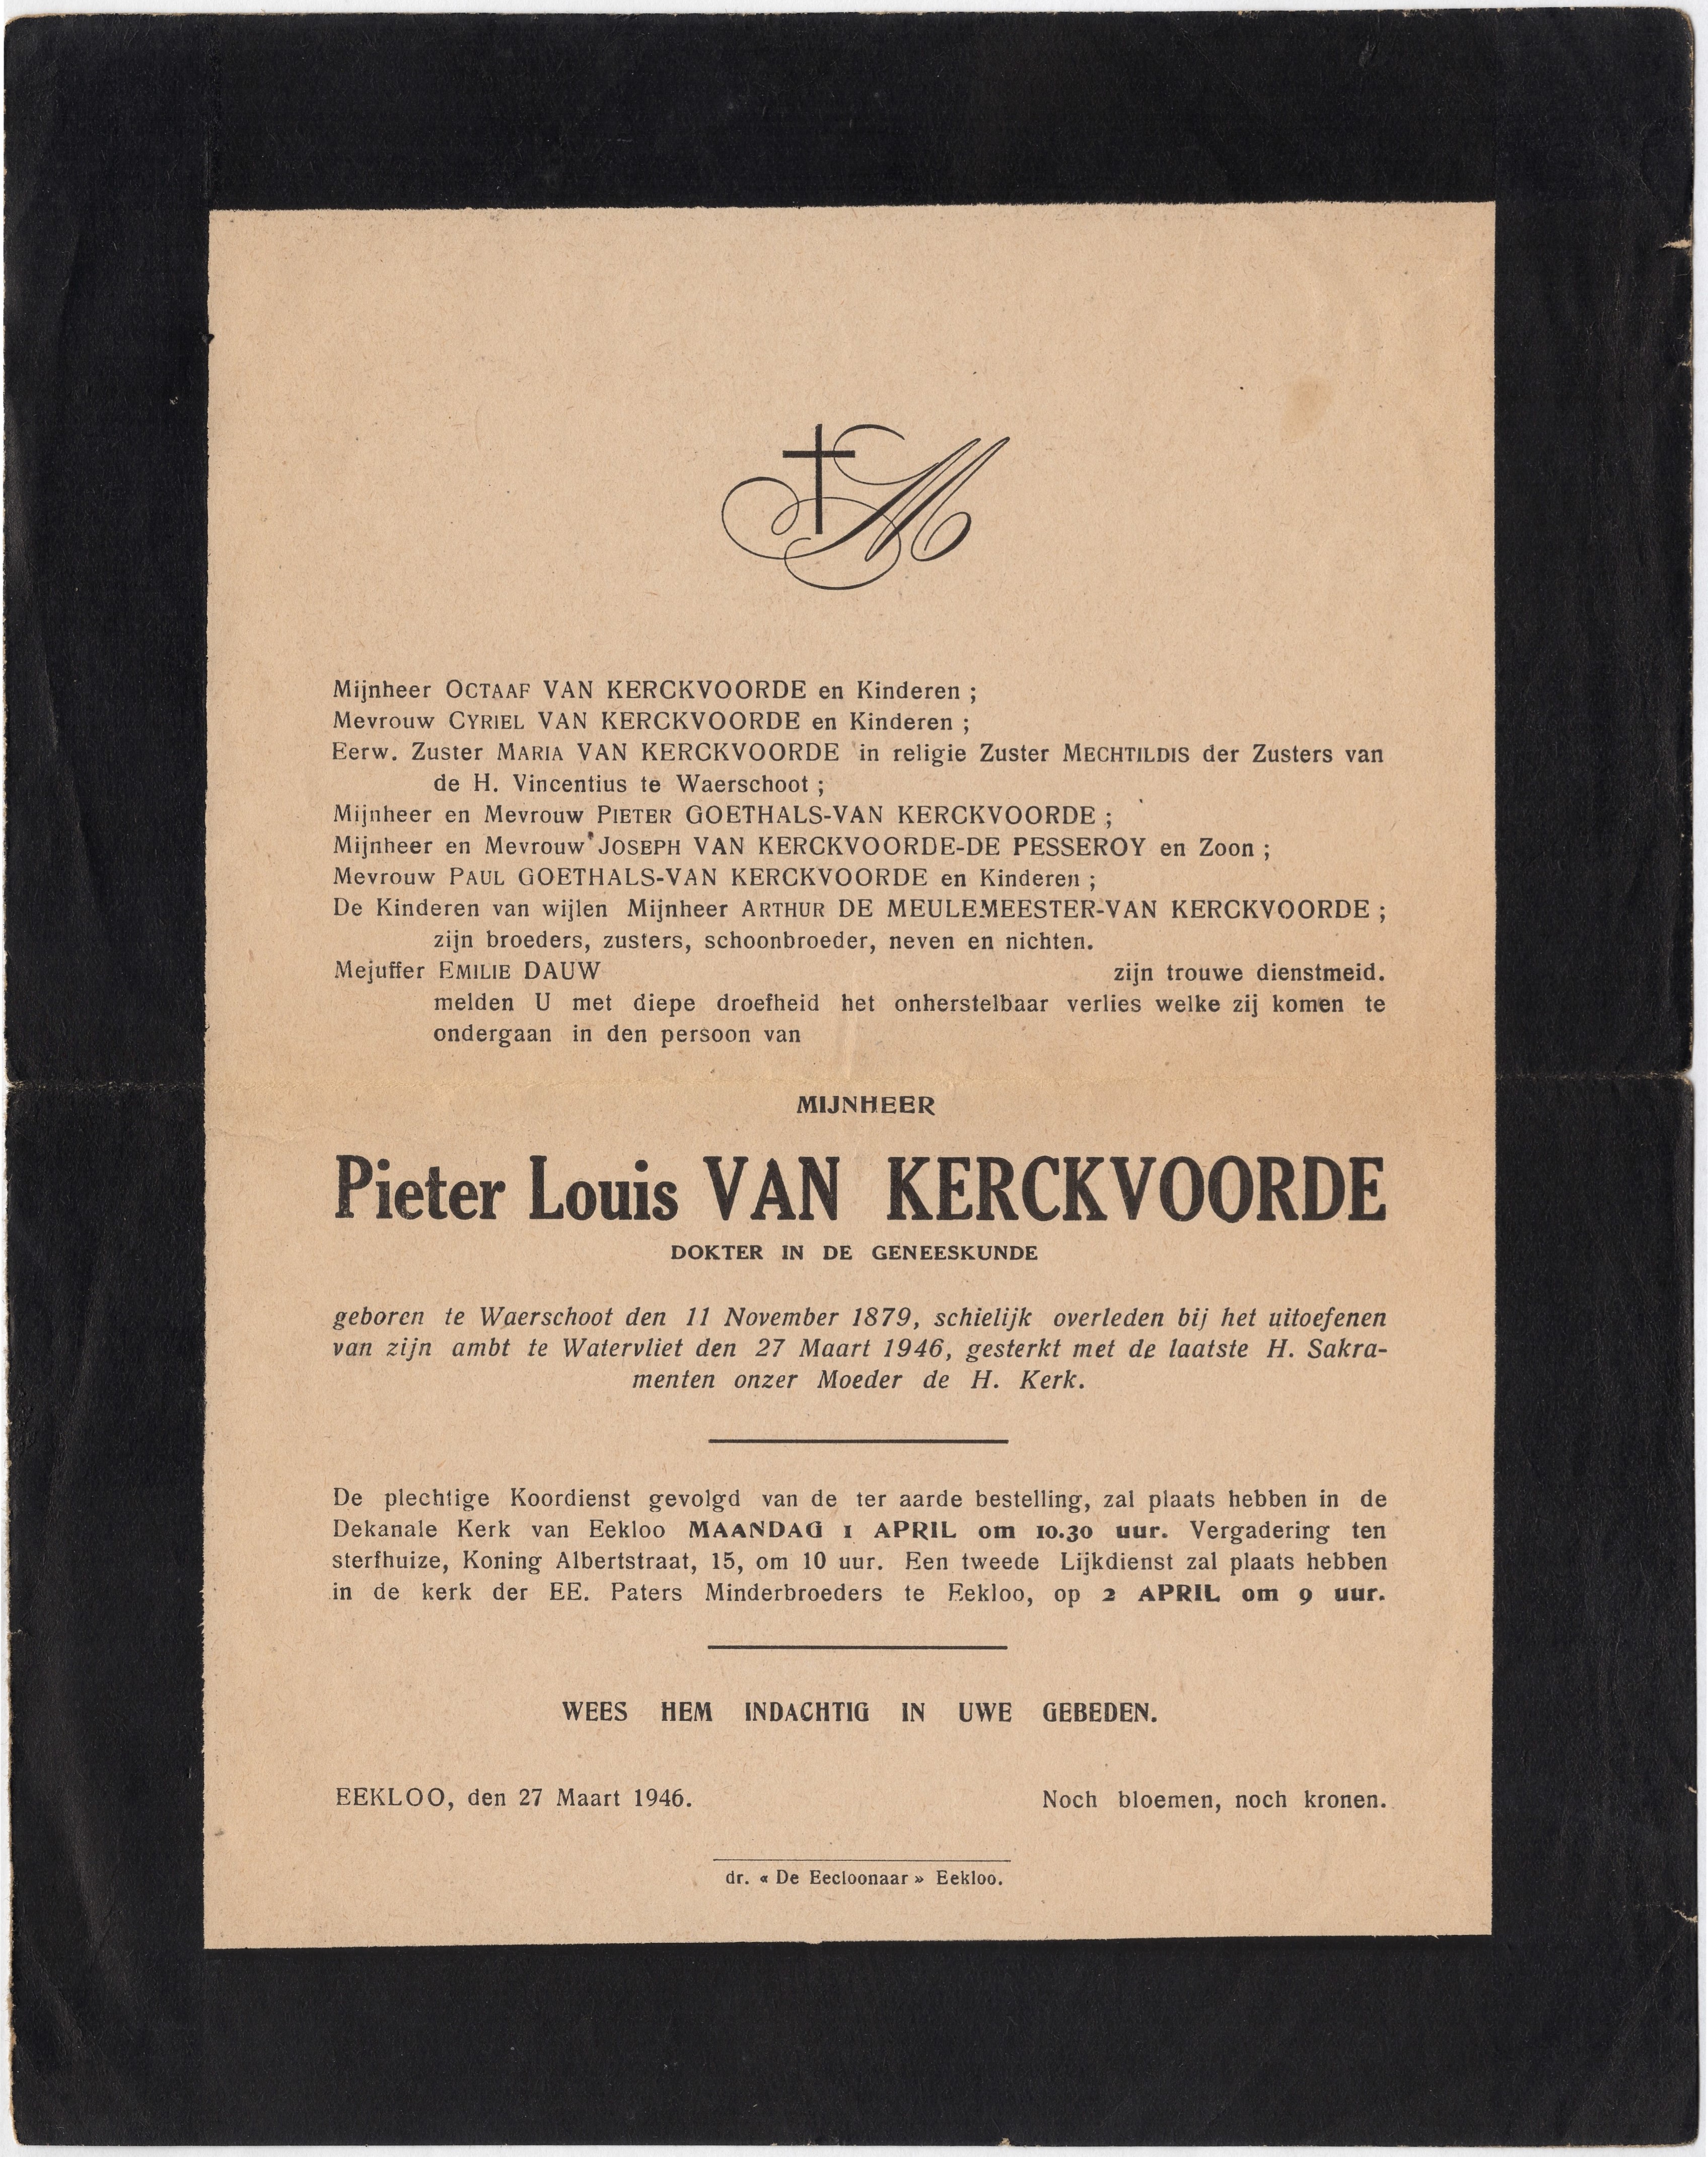 M
Mijnheer OCTAAF VAN KERCKVOORDE en Kinderen ;
Mevrouw CYRIEL VAN KERCKVOORDE en Kinderen ;
Eerw. Zuster MARIA VAN KERCKVOORDE in religie Zuster MECHTILDIS der Zusters van
de H. Vincentius te Waerschoot ;
Mijnheer en Mevrouw PIETER GOETHALS-VAN KERCKVOORDE ;
Mijnheer en Mevrouw JOSEPH VAN KERCKVOORDE-DE PESSEROY en Zoon ;
Mevrouw PAUL GOETHALS-VAN KERCKVOORDE en Kinderen ;
De Kinderen van wijlen Mijnheer ARTHUR DE MEULEMEESTER-VAN KERCKVOORDE ;
zijn broeders, zusters, schoonbroeder, neven en nichten.
Mejuffer EMILIE DAUW zijn trouwe dienstmeid.
melden U met diepe droefheid het onherstelbaar verlies welke zij komen te
ondergaan in den persoon van
MIJNHEER
Pieter Louis VAN KERCKVOORDE
DOKTER IN DE GENEESKUNDE
geboren te Waerschoot den 11 November 1879, schielijk overleden bij het uitoefenen
van zijn ambt te Watervliet den 27 Maart 1946, gesterkt met de laatste H. Sakra-
menten onzer Moeder de H. Kerk.
De plechtige Koordienst gevolgd van de ter aarde bestelling, zal plaats hebben in de
Dekanale Kerk van Eekloo MAANDAG 1 APRIL om 10.30 uur. Vergadering ten
sterfhuize, Koning Albertstraat, 15, om 10 uur. Een tweede Lijkdienst zal plaats hebben
in de kerk der EE. Paters Minderbroeders te Eekloo, op 2 APRIL om 9 uur.
WEES HEM INDACHTIG IN UWE GEBEDEN.
EEKLOO, den 27 Maart 1946. Noch bloemen, noch kronen.
dr. « De Eecloonaar » Eekloo.